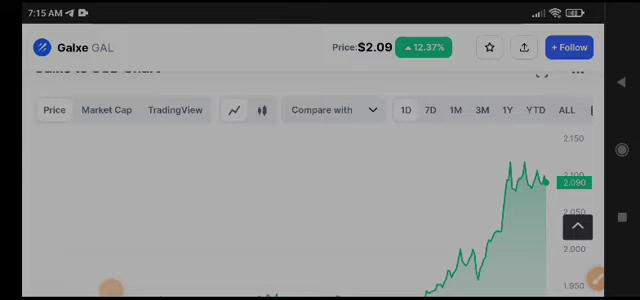 7:15 AM
Galxe GAL
Price: $2.09
12.37%
+ Follow
Price
Market Cap
TradingView
Compare with
1D
7D
1M
3M
1Y
YTD
ALL
2.150
2.100
2.090
2.050
2.000
1.950